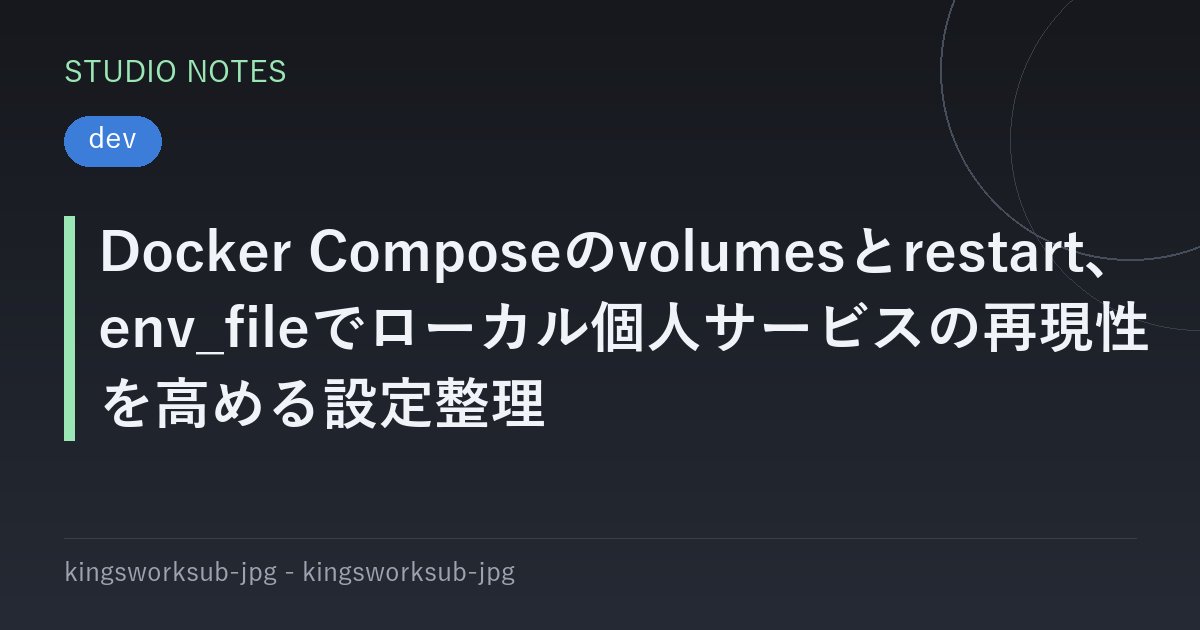 STUDIO NOTES
dev
Docker Composeのvolumesとrestart、
env_fileでローカル個人サービスの再現性
を高める設定整理
kingsworksub-jpg - kingsworksub-jpg